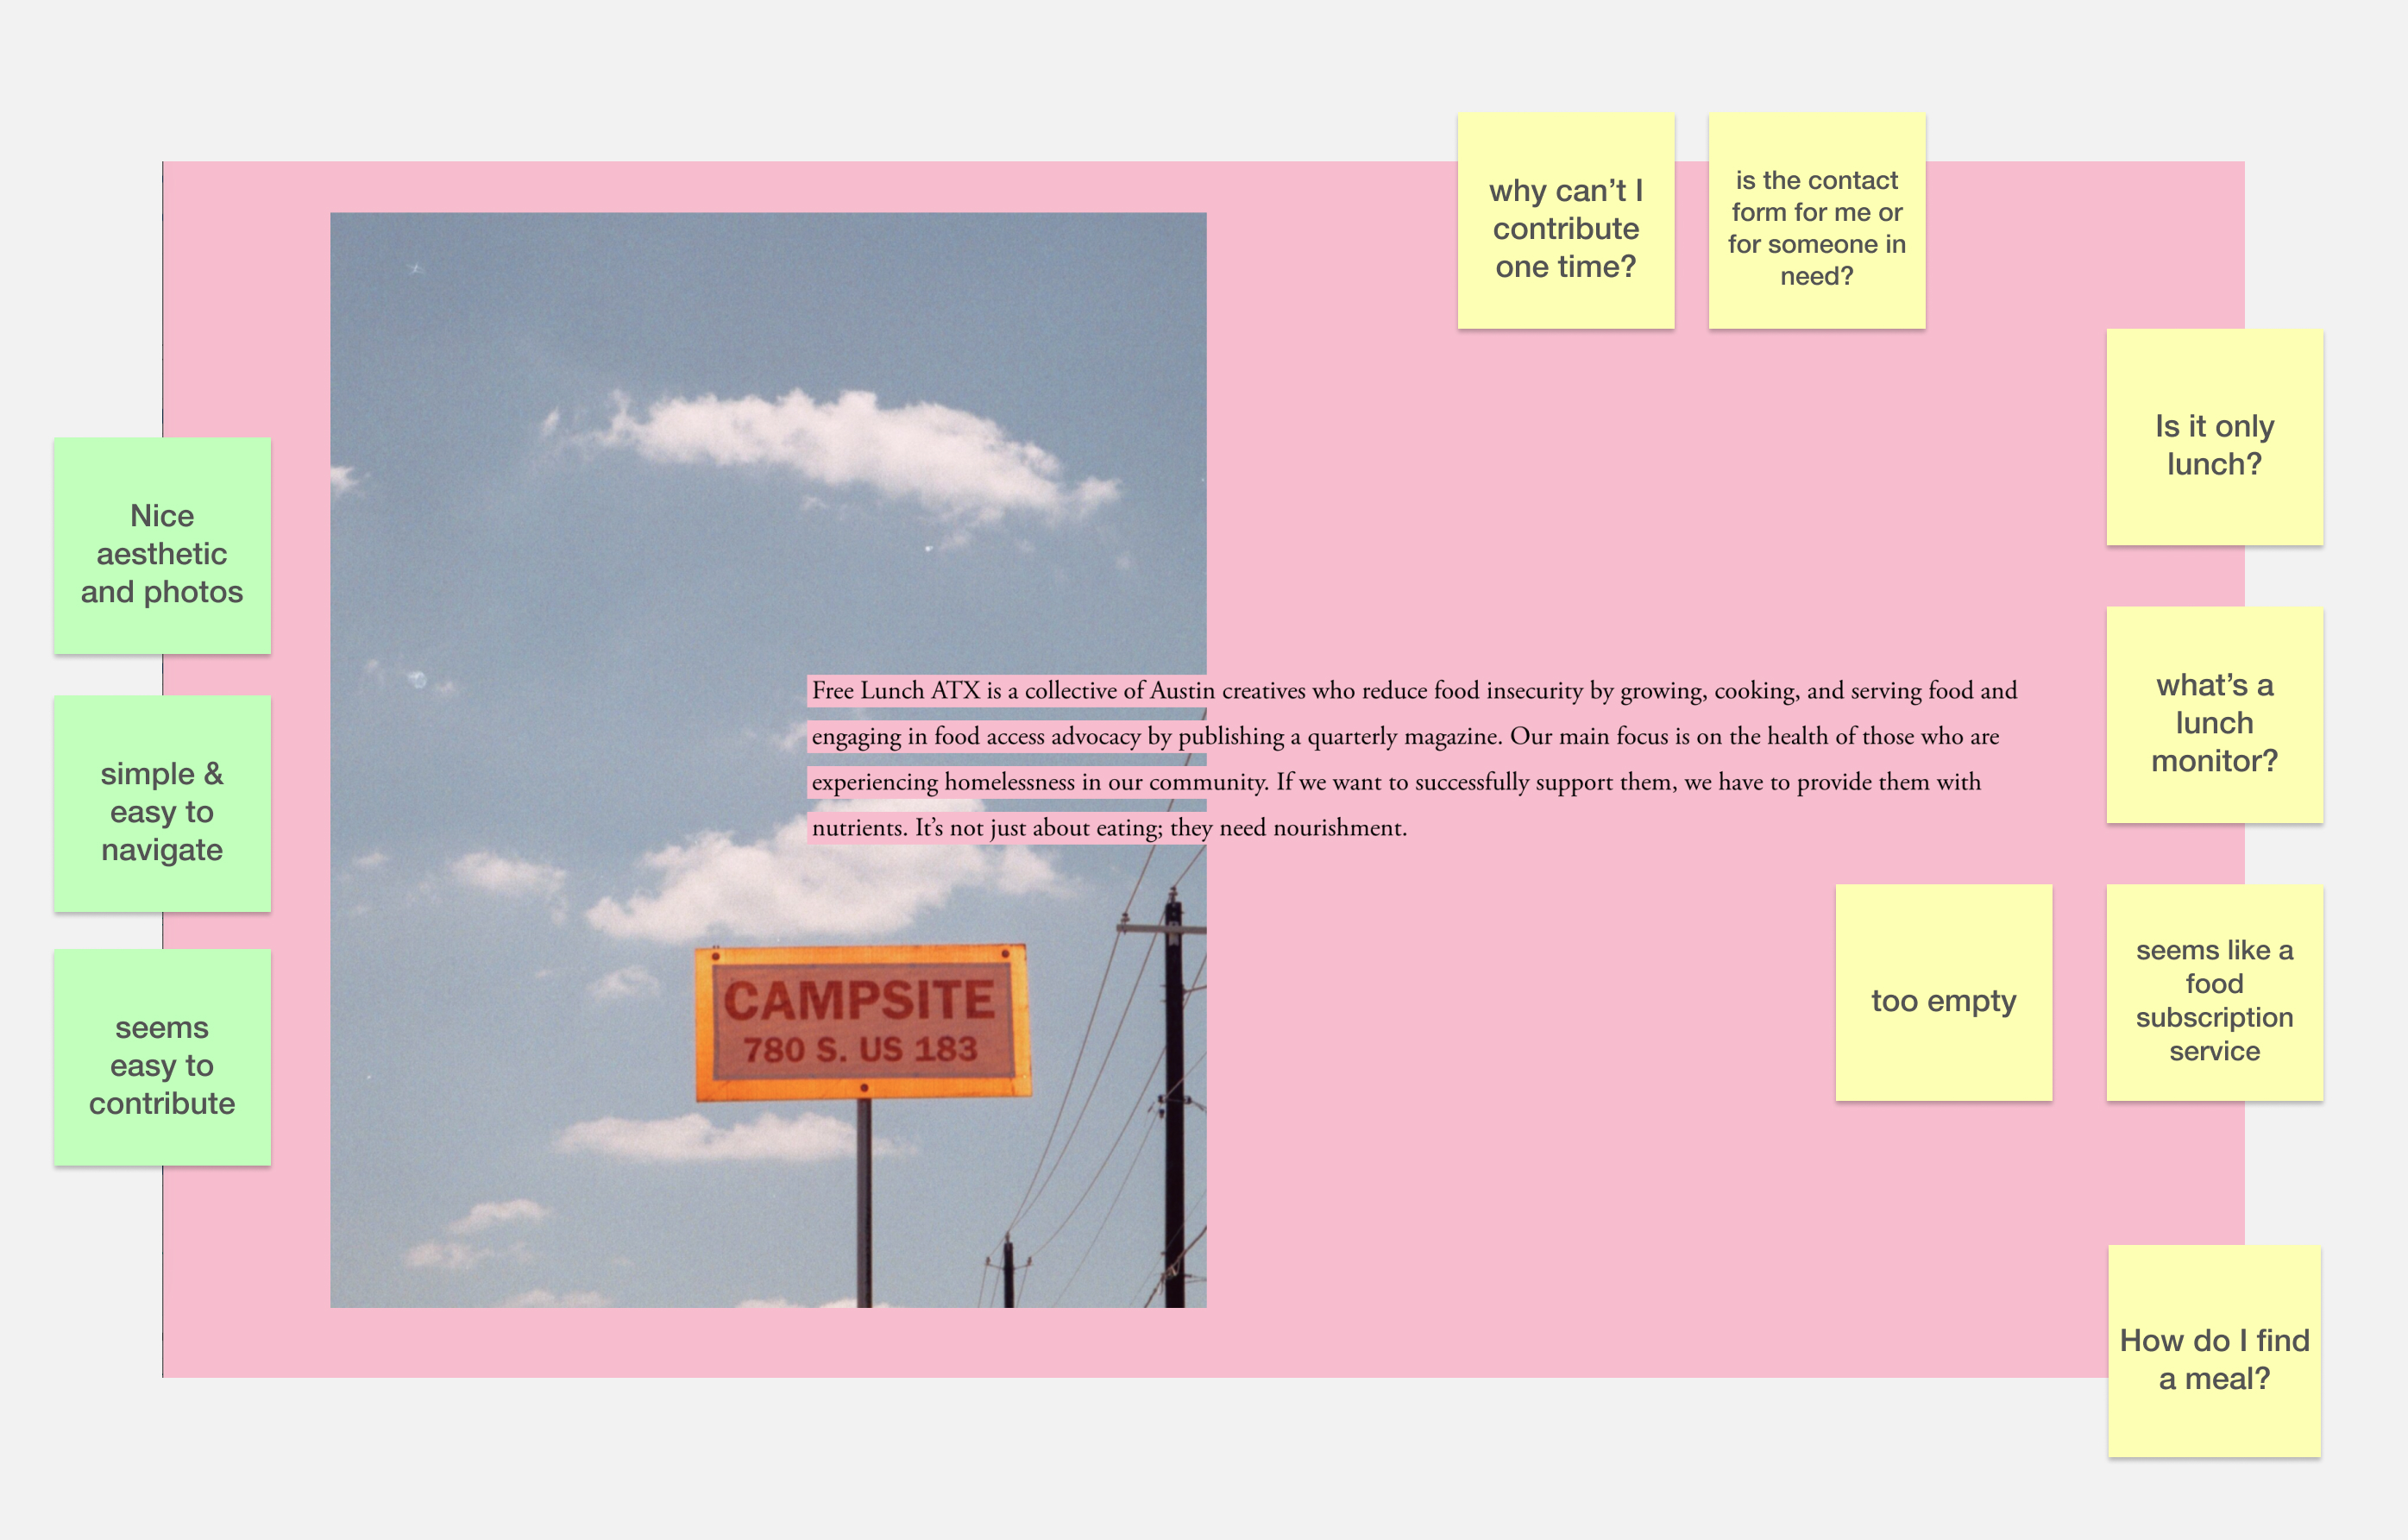 why can’t I
contribute
one time?
is the contact
form for me or
for someone in
need?
Is it only
lunch?
Nice
aesthetic
and photos
what’s a
lunch
monitor?
Free Lunch ATX is a collective of Austin creatives who reduce food insecurity by growing, cooking, and serving food and
engaging in food access advocacy by publishing a quarterly magazine. Our main focus is on the health of those who are
experiencing homelessness in our community. If we want to successfully support them, we have to provide them with
nutrients. It’s not just about eating; they need nourishment.
simple &
easy to
navigate
too empty
seems like a
food
subscription
service
CAMPSITE
780 S. US 183
seems
easy to
contribute
How do I find
a meal?